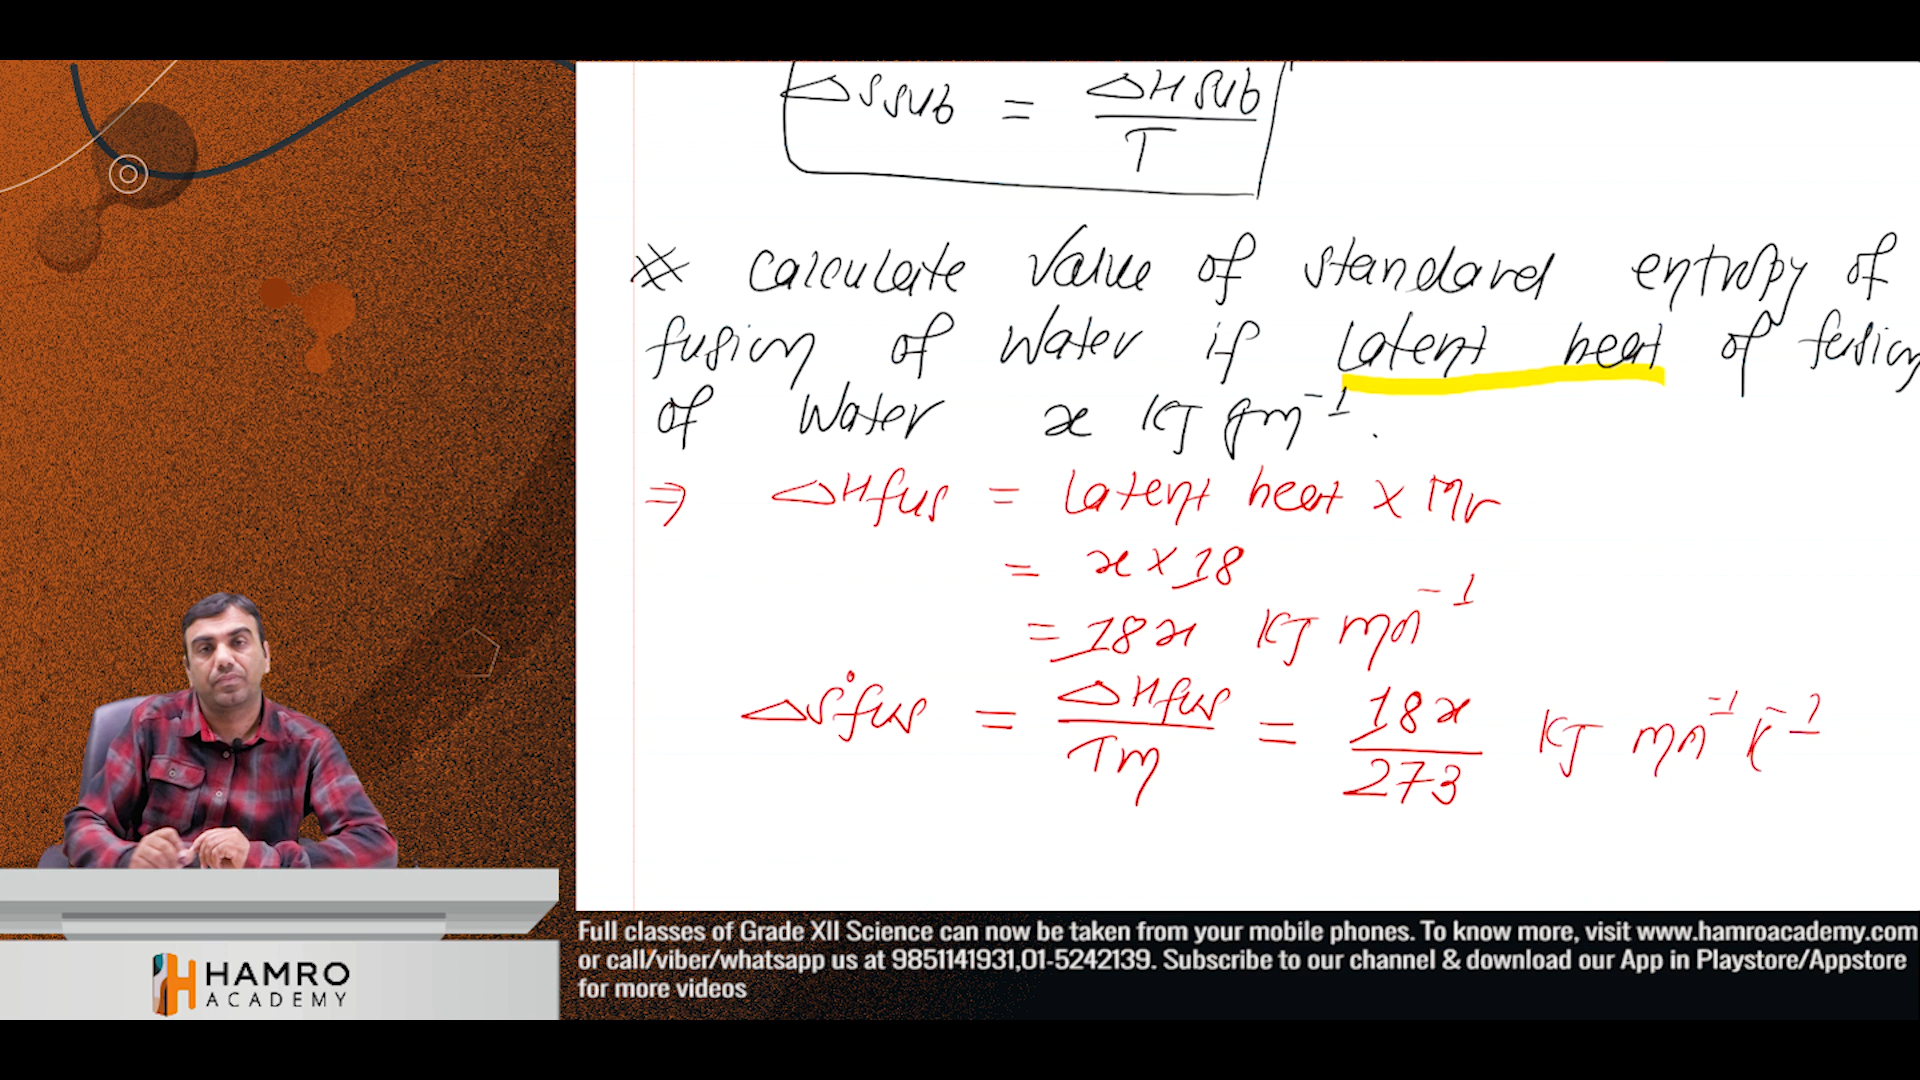 ΔSsub = ΔHsub / T
※ Calculate value of standard entropy of
fusion of water if latent heat of fusion
of water x KJ gm⁻¹.
⇒ ΔHfus = latent heat × Mr
= x × 18
= 18x KJ mol⁻¹
ΔS°fus = ΔHfus / Tm = 18x / 273 KJ mol⁻¹ K⁻¹
Full classes of Grade XII Science can now be taken from your mobile phones. To know more, visit www.hamroacademy.com
or call/viber/whatsapp us at 9851141931,01-5242139. Subscribe to our channel & download our App in Playstore/Appstore
for more videos
HAMRO
ACADEMY